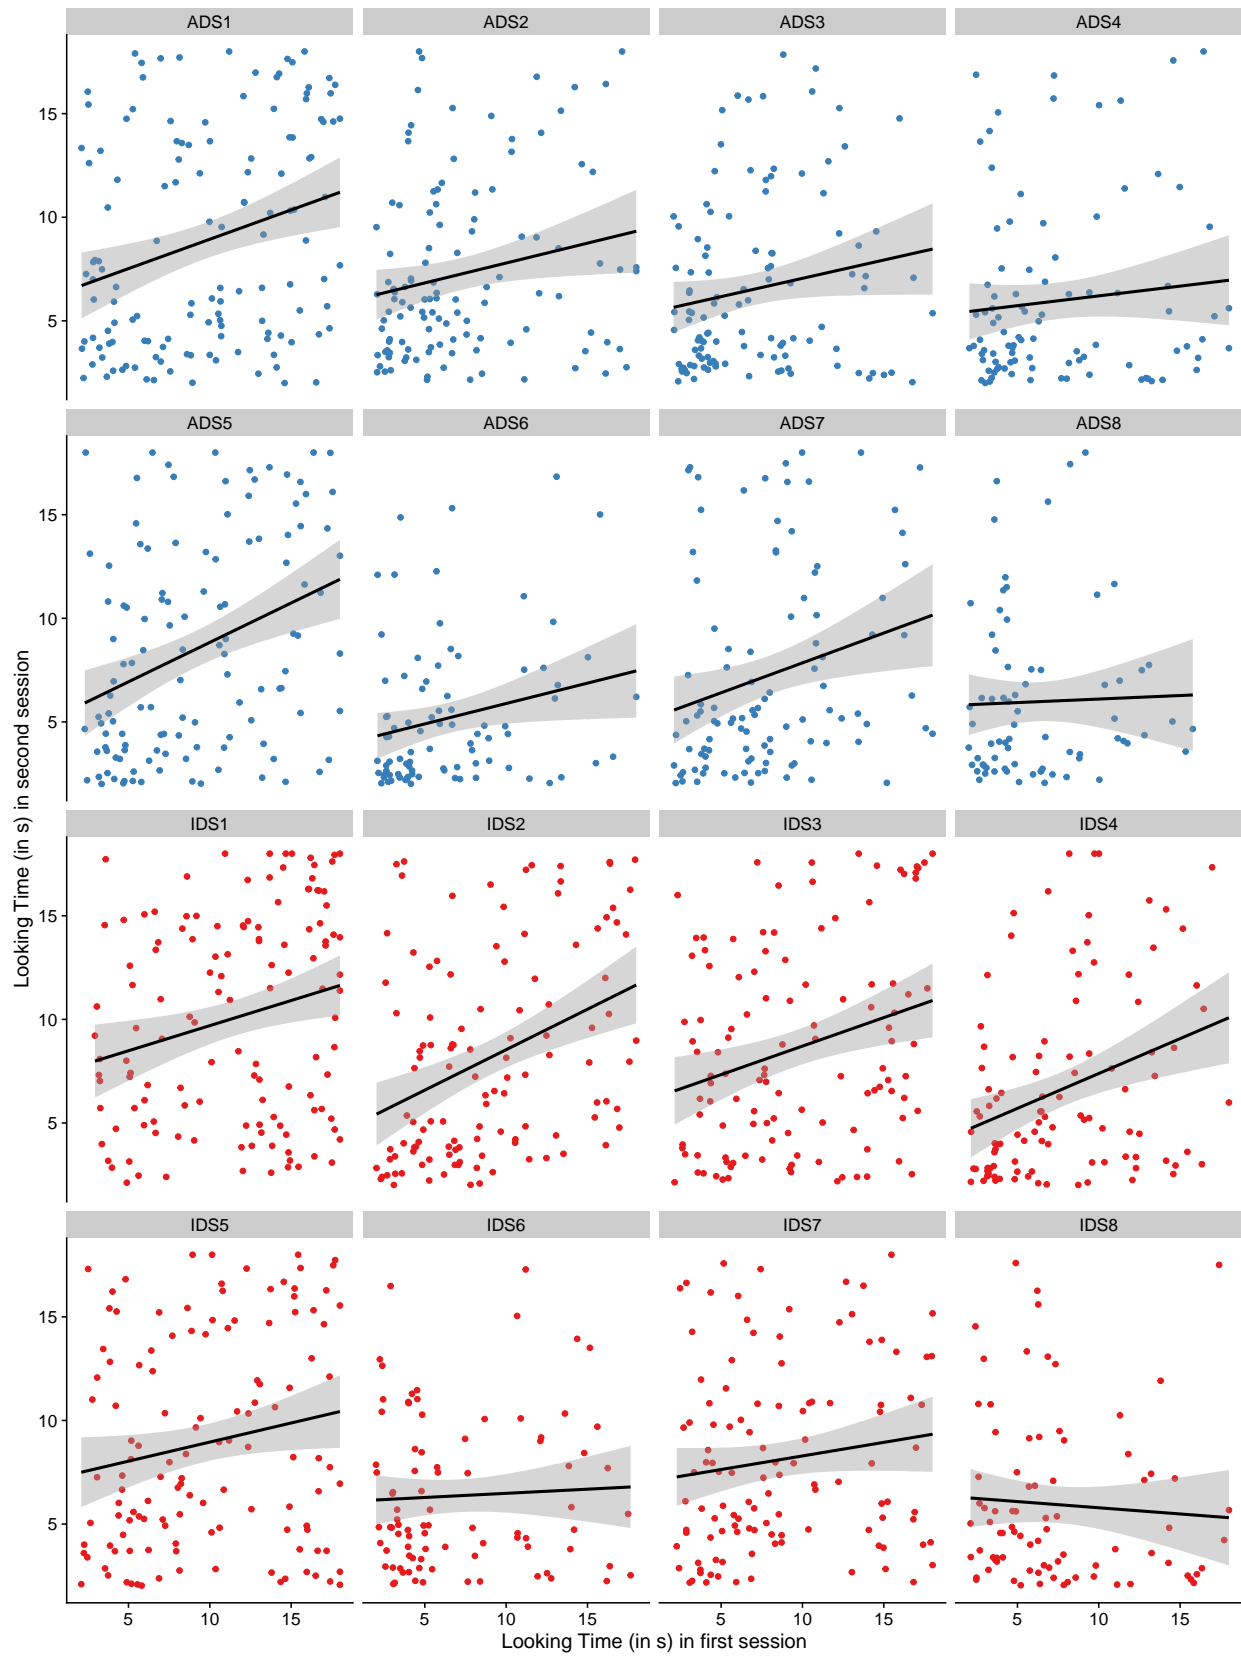 ADS1 ADS2 ADS3 ADS4
15
10
5
ADS5 ADS6 ADS7 ADS8
15
10
5
Looking Time (in s) in second session
IDS1 IDS2 IDS3 IDS4
15
10
5
IDS5 IDS6 IDS7 IDS8
15
10
5
5 10 15 5 10 15 5 10 15 5 10 15
Looking Time (in s) in first session